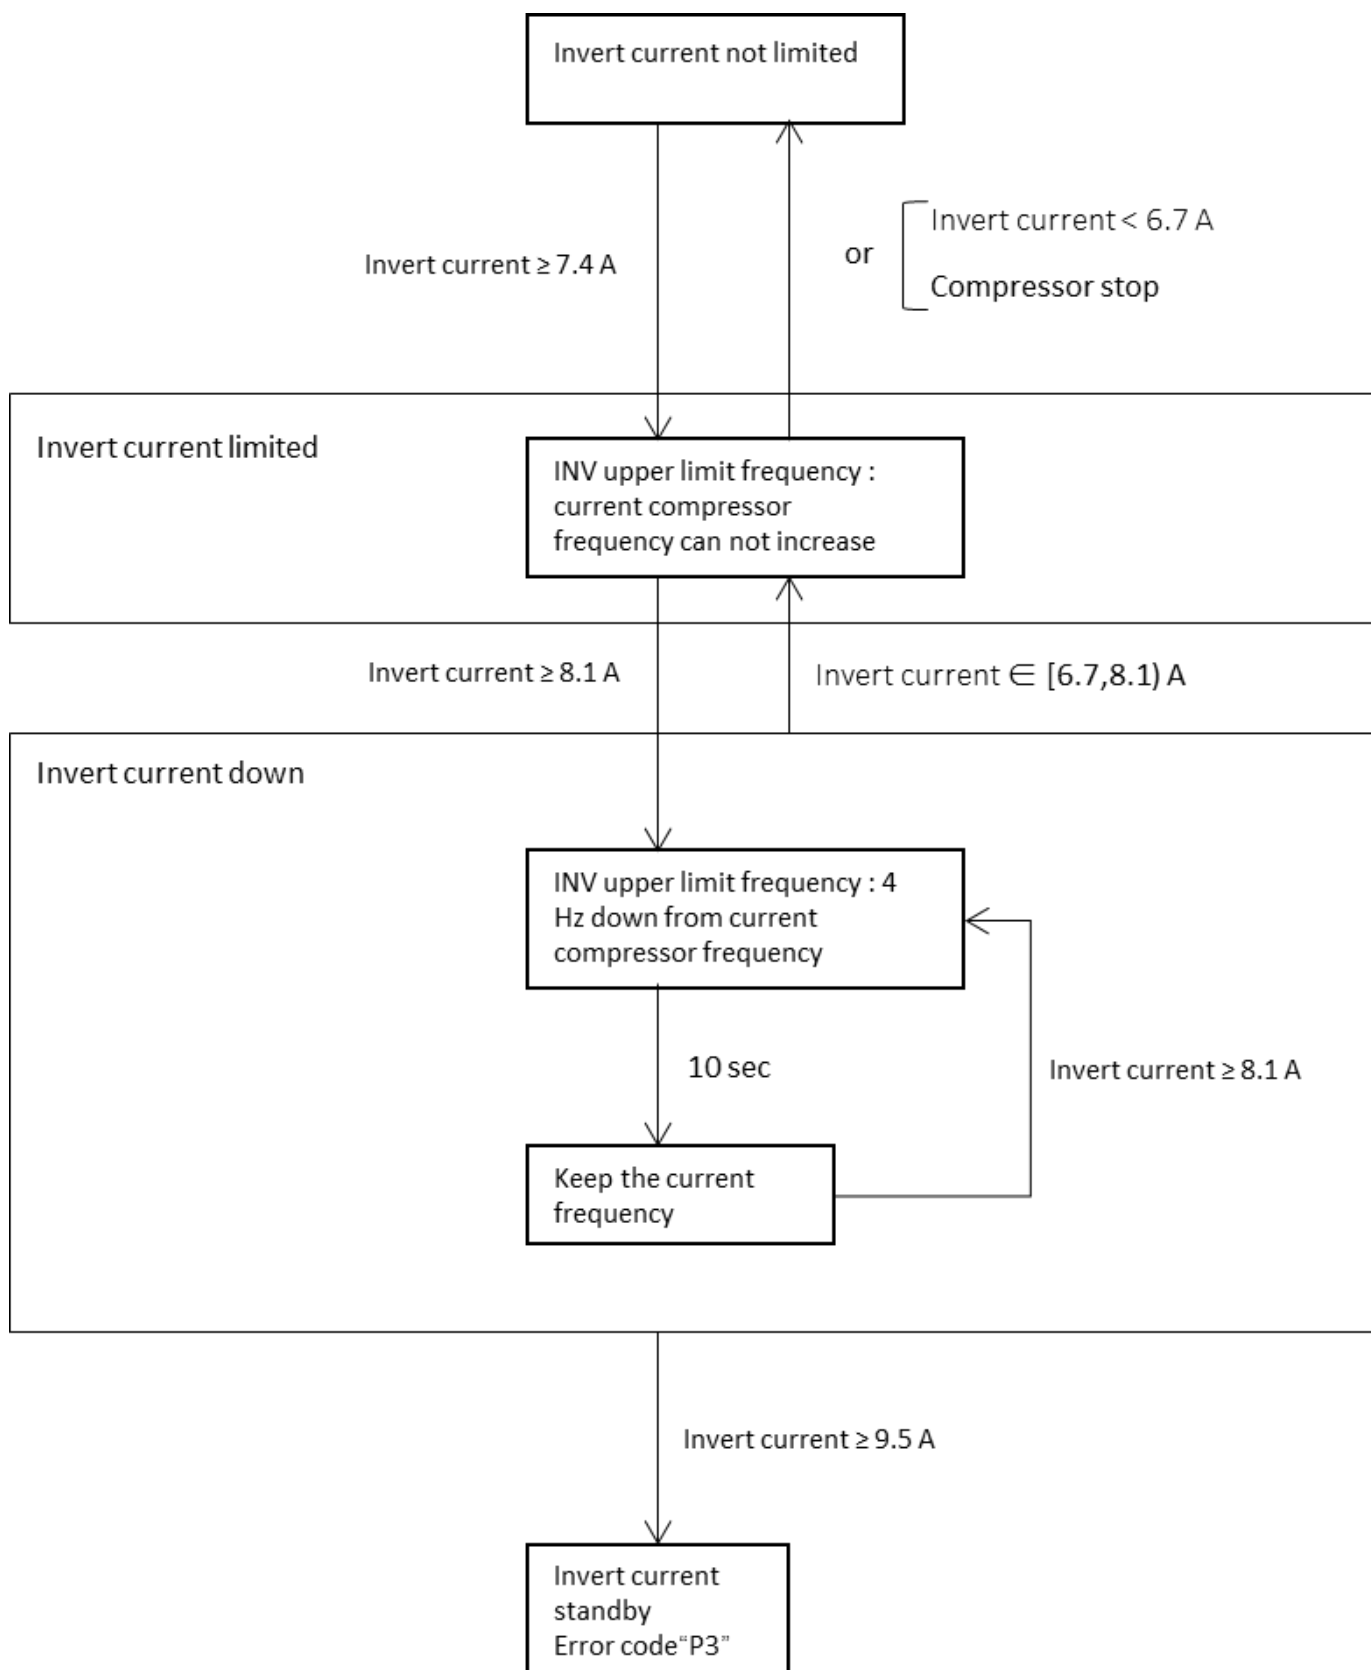 Invert current not limited
Invert current ≥ 7.4 A
or
Invert current < 6.7 A
Compressor stop
Invert current limited
INV upper limit frequency :
current compressor
frequency can not increase
Invert current ≥ 8.1 A
Invert current ∈ [6.7,8.1) A
Invert current down
INV upper limit frequency : 4
Hz down from current
compressor frequency
10 sec
Invert current ≥ 8.1 A
Keep the current
frequency
Invert current ≥ 9.5 A
Invert current
standby
Error code“P3”